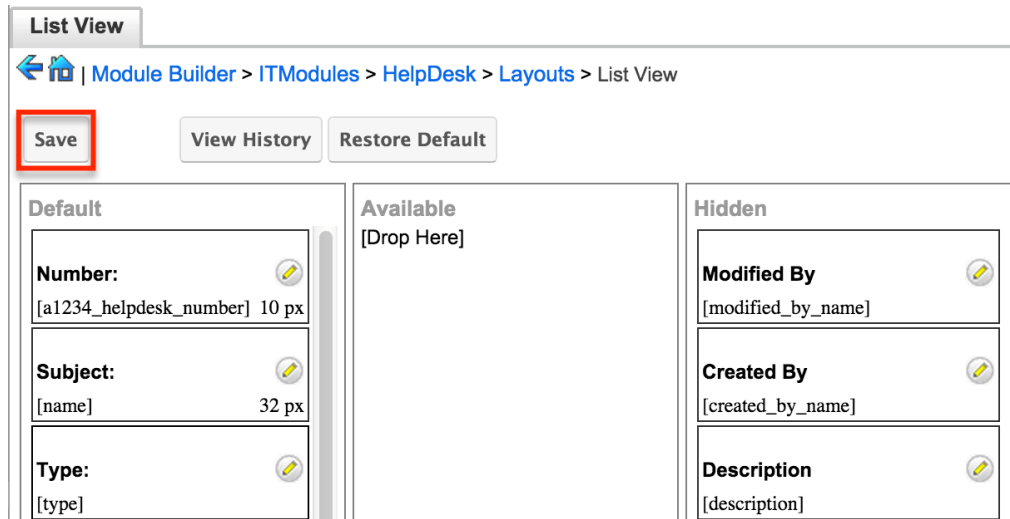 List View
| Module Builder > ITModules > HelpDesk > Layouts > List View
Save View History Restore Default
Default
Number:
[a1234_helpdesk_number] 10 px
Subject:
[name] 32 px
Type:
[type]
Available
[Drop Here]
Hidden
Modified By
[modified_by_name]
Created By
[created_by_name]
Description
[description]